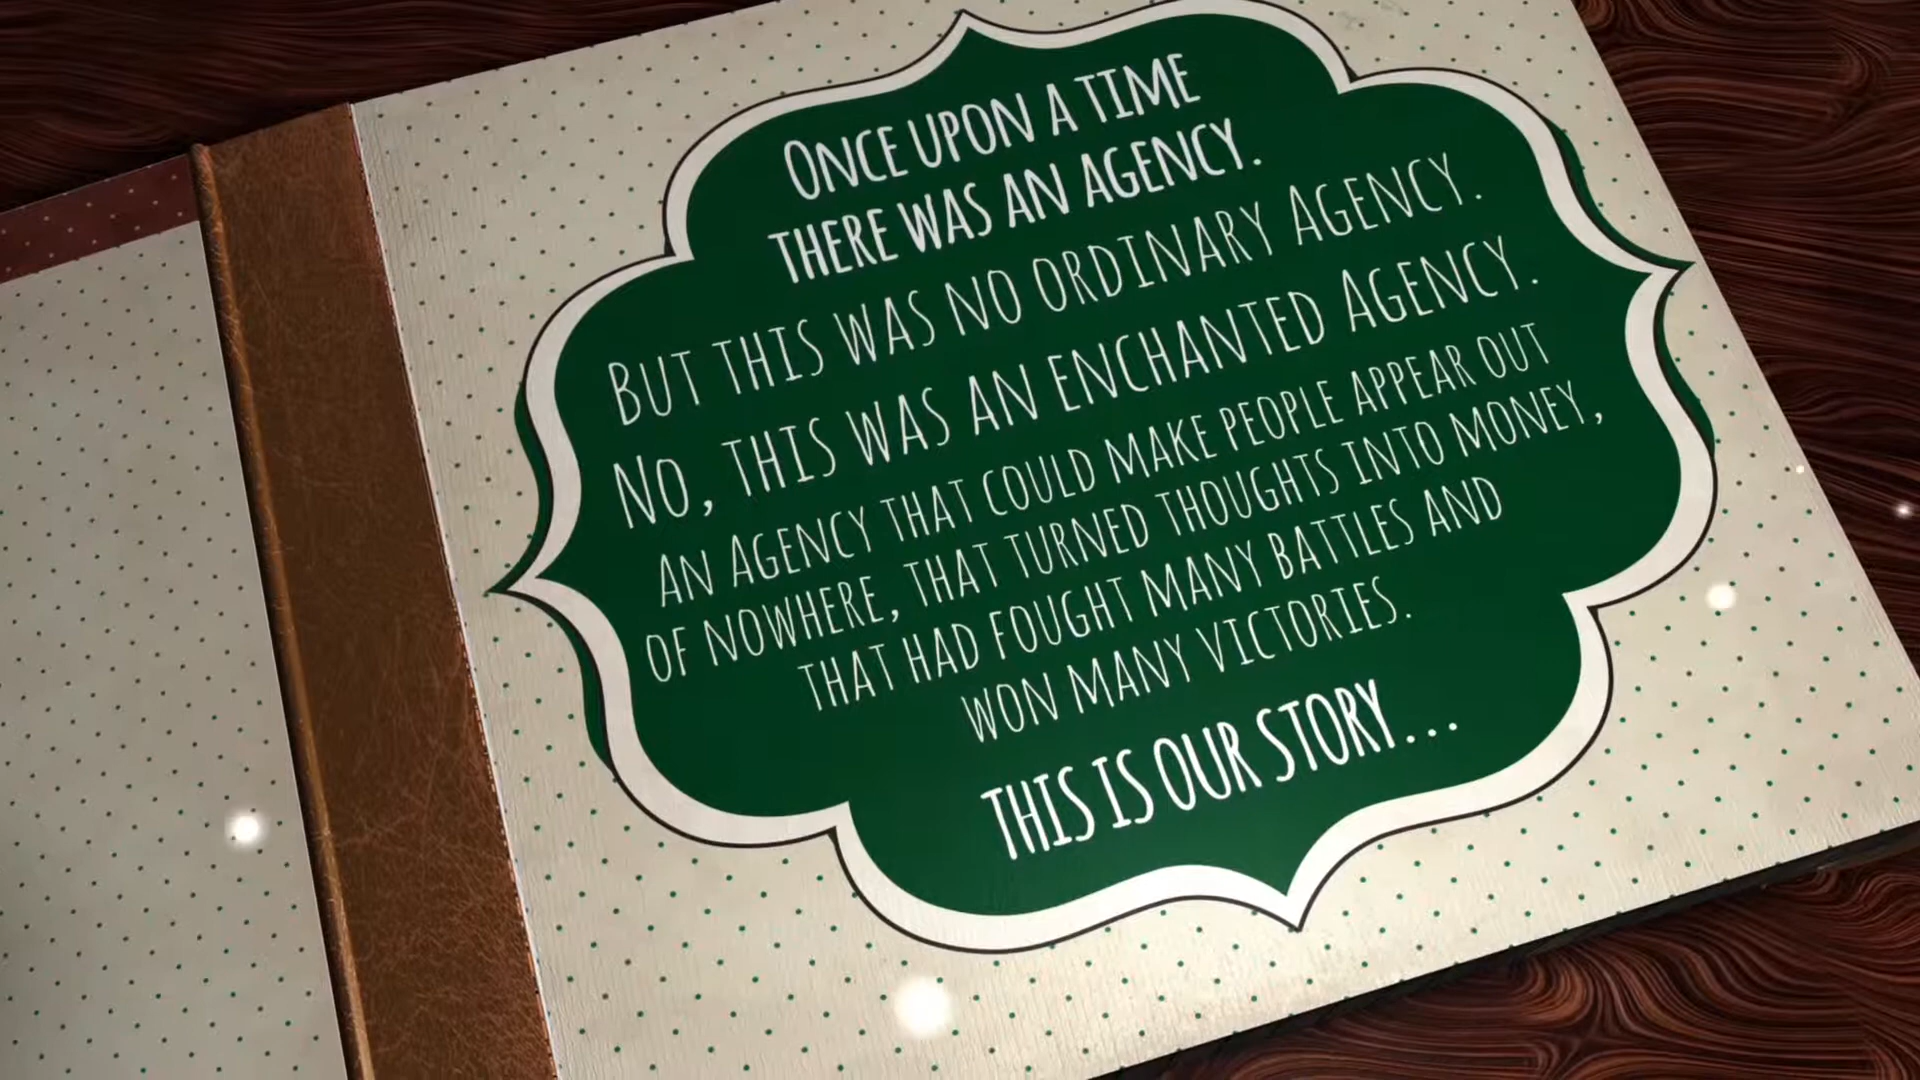 Once upon a time
there was an agency.
But this was no ordinary Agency.
No, this was an enchanted Agency.
An Agency that could make people appear out
of nowhere, that turned thoughts into money,
that had fought many battles and
won many victories.
This is our story...